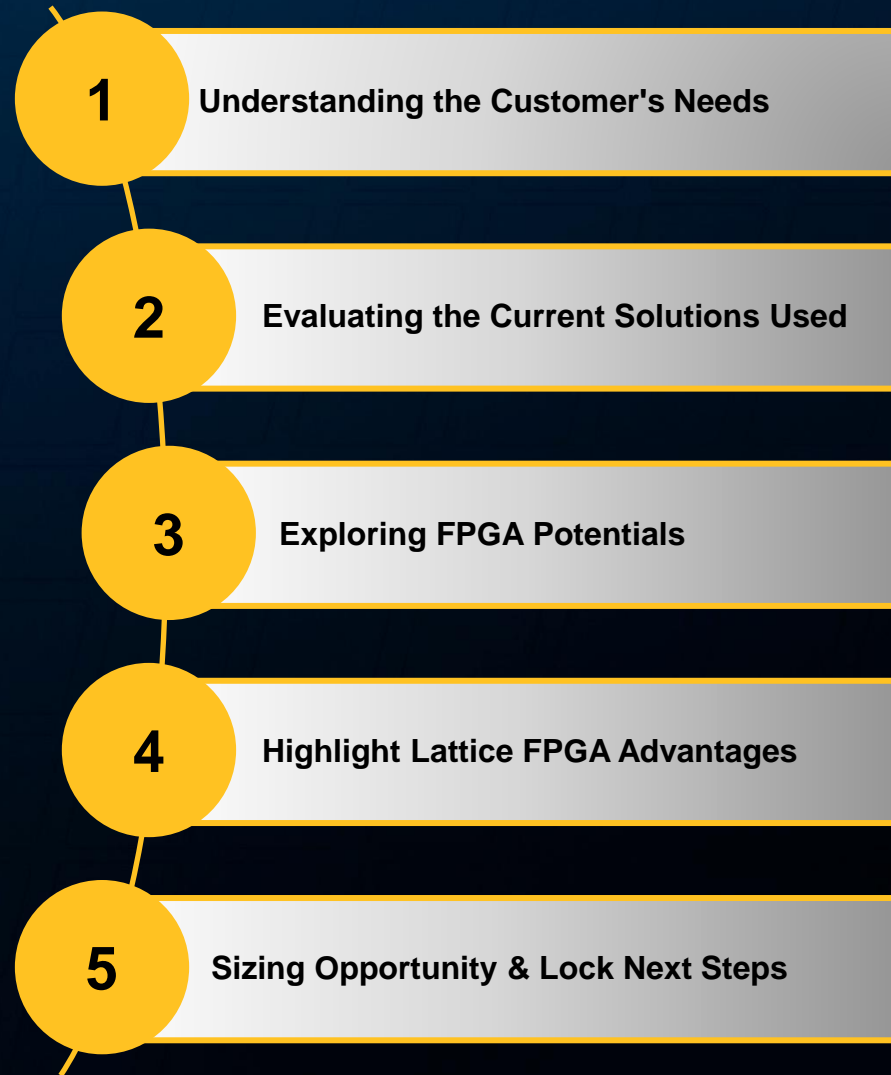 1
Understanding the Customer's Needs
2
Evaluating the Current Solutions Used
3
Exploring FPGA Potentials
4
Highlight Lattice FPGA Advantages
5
Sizing Opportunity & Lock Next Steps